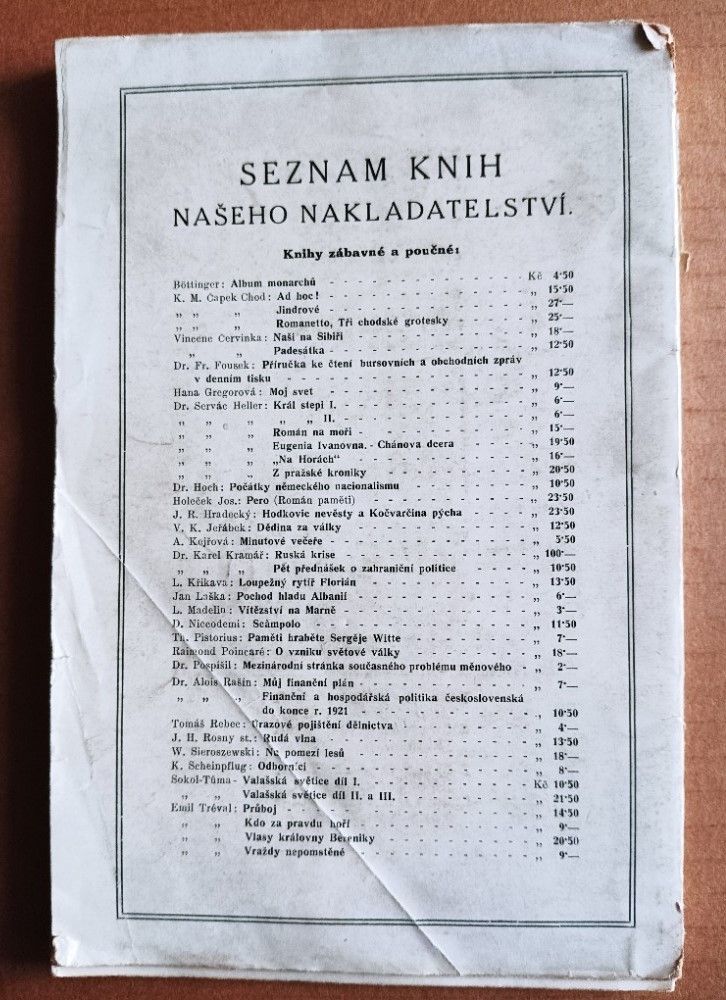 SEZNAM KNIH
NAŠEHO NAKLADATELSTVÍ.
Knihy zábavné a poučné:
Böttinger: Album monarchů - - - - - - - - - - - - - - Kč 4·50
K. M. Čapek Chod: Ad hoc! - - - - - - - - - - - - - - „ 15·50
„ „ „ Jindrové - - - - - - - - - - - - - „ 27·—
„ „ „ Romanetto, Tři chodské grotesky - - - - - „ 25·—
Vincenc Červinka: Naši na Sibiři - - - - - - - - - - - - „ 18·—
„ „ Padesátka - - - - - - - - - - - - - „ 12·50
Dr. Fr. Fousek: Příručka ke čtení bursovních a obchodních zpráv
v denním tisku - - - - - - - - - - - - - - - „ 12·50
Hana Gregorová: Moj svet - - - - - - - - - - - - - - „ 9·—
Dr. Servác Heller: Král stepi I. - - - - - - - - - - - - „ 6·—
„ „ „ „ „ II. - - - - - - - - - - - - „ 6·—
„ „ „ Román na moři - - - - - - - - - - - „ 15·—
„ „ „ Eugenia Ivanovna. - Chánova dcera - - - - „ 19·50
„ „ „ „Na Horách” - - - - - - - - - - - „ 16·—
„ „ „ Z pražské kroniky - - - - - - - - - - „ 20·50
Dr. Hoch: Počátky německého nacionalismu - - - - - - - - „ 10·50
Holeček Jos.: Pero (Román paměti) - - - - - - - - - - - „ 23·50
J. R. Hradecký: Hodkovic nevěsty a Kočvarčina pýcha - - - - „ 23·50
V. K. Jeřábek: Dědina za války - - - - - - - - - - - - „ 12·50
A. Kejřová: Minutové večeře - - - - - - - - - - - - - „ 5·50
Dr. Karel Kramář: Ruská krise - - - - - - - - - - - - „ 100·—
„ „ „ Pět přednášek o zahraniční politice - - - - - „ 10·50
L. Křikava: Loupežný rytíř Florián - - - - - - - - - - - „ 13·50
Jan Laška: Pochod hladu Albanií - - - - - - - - - - - - „ 6·—
L. Madelin: Vítězství na Marně - - - - - - - - - - - - „ 3·—
D. Niccodemi: Scàmpolo - - - - - - - - - - - - - - „ 11·50
Th. Pistorius: Paměti hraběte Sergěje Witte - - - - - - - - „ 7·—
Raimond Poincaré: O vzniku světové války - - - - - - - - „ 18·—
Dr. Pospíšil: Mezinárodní stránka současného problému měnového - „ 2·—
Dr. Alois Rašín: Můj finanční plán - - - - - - - - - - - „ 7·—
„ „ „ Finanční a hospodářská politika československá
do konce r. 1921 - - - - - - - - - - „ 10·50
Tomáš Rebec: Úrazové pojištění dělnictva - - - - - - - - - „ 4·—
J. H. Rosny st.: Rudá vlna - - - - - - - - - - - - - - „ 13·50
W. Sieroszewski: Na pomezí lesů - - - - - - - - - - - - „ 18·—
K. Scheinpflug: Odborníci - - - - - - - - - - - - - - „ 8·—
Sokol-Tůma - Valašská světice díl I. - - - - - - - - - - Kč 10·50
„ „ Valašská světice díl II. a III. - - - - - - - - „ 21·50
Emil Tréval: Průboj - - - - - - - - - - - - - - - - „ 14·50
„ „ Kdo za pravdu hoří - - - - - - - - - - - „ 9·—
„ „ Vlasy královny Bereniky - - - - - - - - - „ 20·50
„ „ Vraždy nepomstěné - - - - - - - - - - - „ 9·—